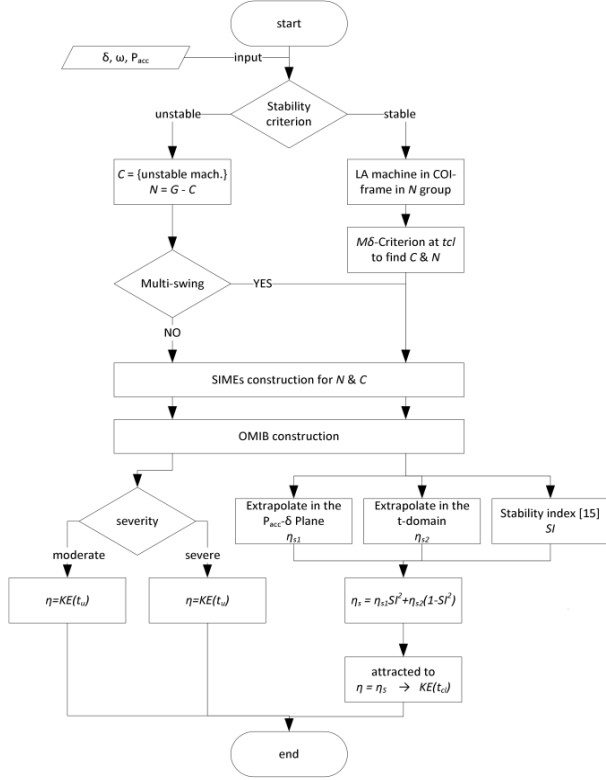 start
δ, ω, Pacc
input
Stability
criterion
unstable
stable
C = {unstable mach.}
N = G - C
LA machine in COI-
frame in N group
Mδ-Criterion at tcl
to find C & N
Multi-swing
YES
NO
SIMEs construction for N & C
OMIB construction
severity
Extrapolate in the
Pacc-δ Plane
ηs1
Extrapolate in the
t-domain
ηs2
Stability index [15]
SI
moderate
severe
η=KE(tu)
η=KE(tu)
ηs = ηs1SI²+ηs2(1-SI²)
attracted to
η = ηS → KE(tcl)
end